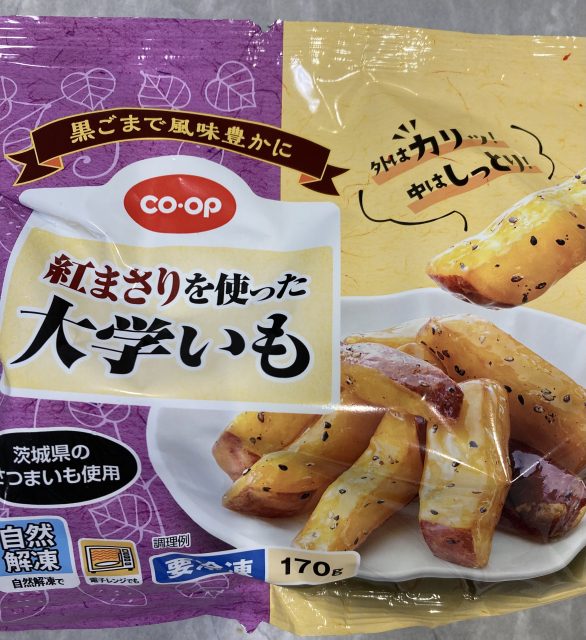 黒ごまで風味豊かに
CO・OP
紅まさりを使った
大学いも
外はカリッ!
中はしっとり!
茨城県の
さつまいも使用
自然
解凍
自然解凍で
電子レンジでも
調理例
要冷凍 170g